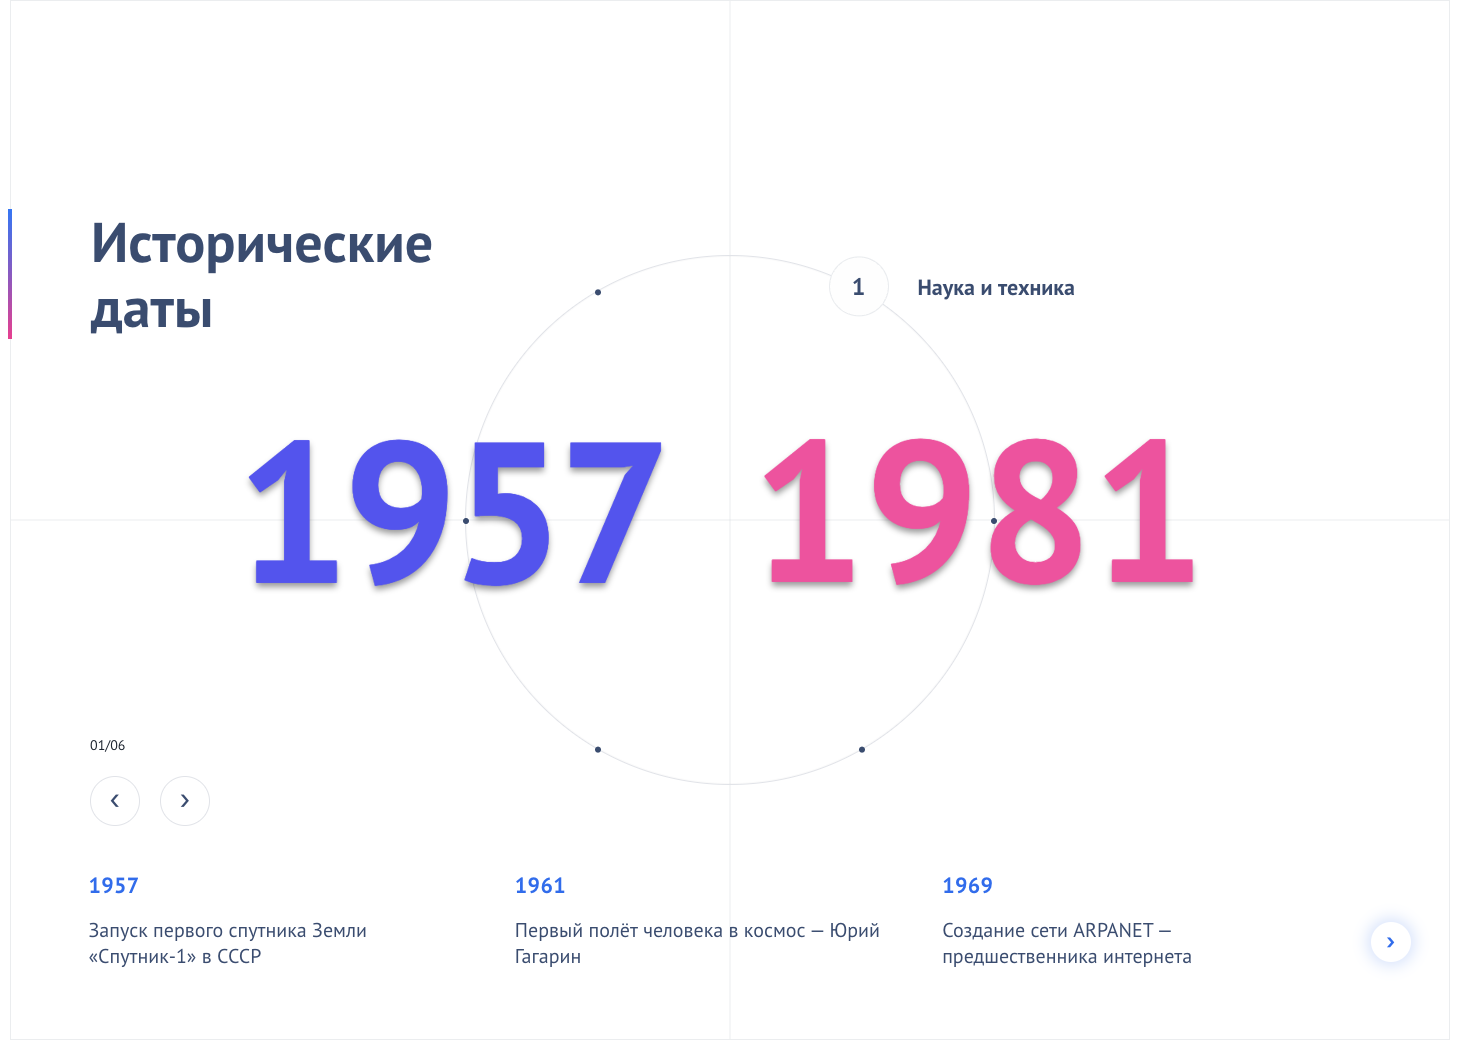 Исторические
даты
1
Наука и техника
1957 1981
01/06
1957
Запуск первого спутника Земли
«Спутник-1» в СССР
1961
Первый полёт человека в космос — Юрий
Гагарин
1969
Создание сети ARPANET —
предшественника интернета